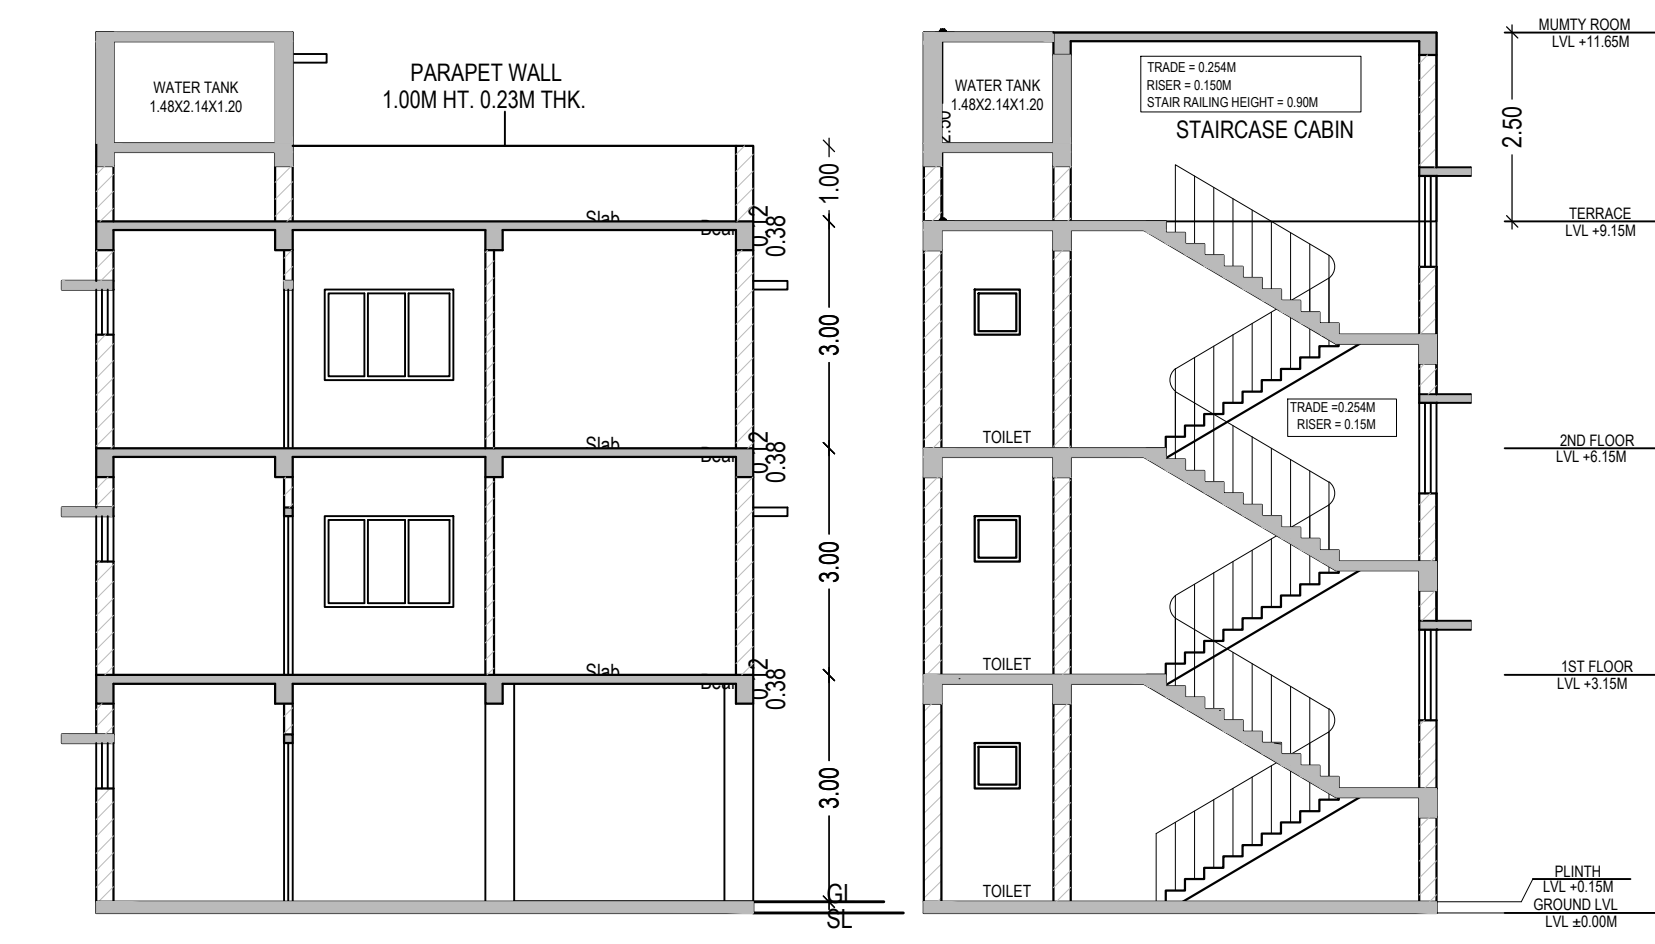 WATER TANK
1.48X2.14X1.20
PARAPET WALL
1.00M HT. 0.23M THK.
1.00
Slab
0.38
3.00
Slab
0.38
3.00
Slab
0.38
3.00
GL
SL
WATER TANK
1.48X2.14X1.20
2.50
TRADE = 0.254M
RISER = 0.150M
STAIR RAILING HEIGHT = 0.90M
STAIRCASE CABIN
TRADE =0.254M
RISER = 0.15M
TOILET
TOILET
TOILET
2.50
MUMTY ROOM
LVL +11.65M
TERRACE
LVL +9.15M
2ND FLOOR
LVL +6.15M
1ST FLOOR
LVL +3.15M
PLINTH
LVL +0.15M
GROUND LVL
LVL ±0.00M